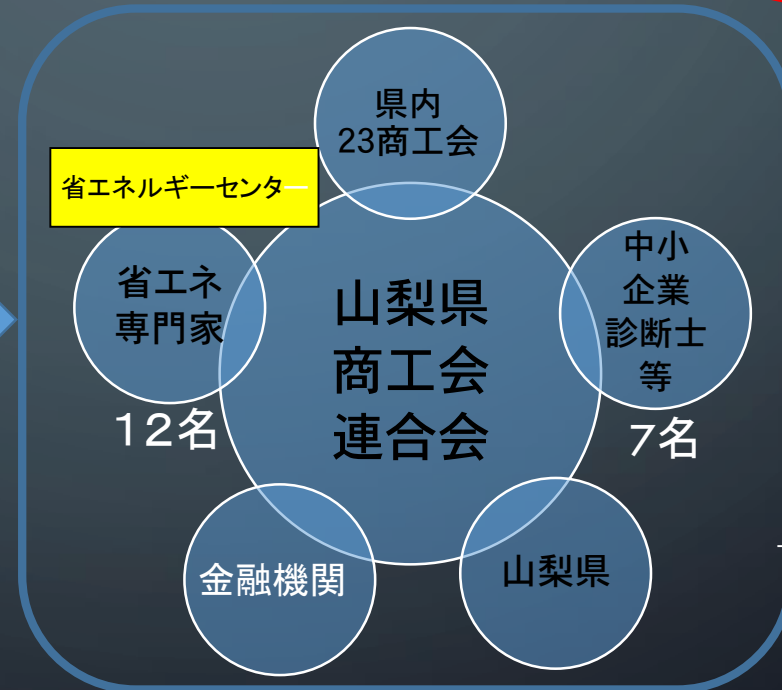 県内
23商工会
省エネルギーセンター
省エネ
専門家
12名
山梨県
商工会
連合会
中小
企業
診断士
等
7名
金融機関
山梨県